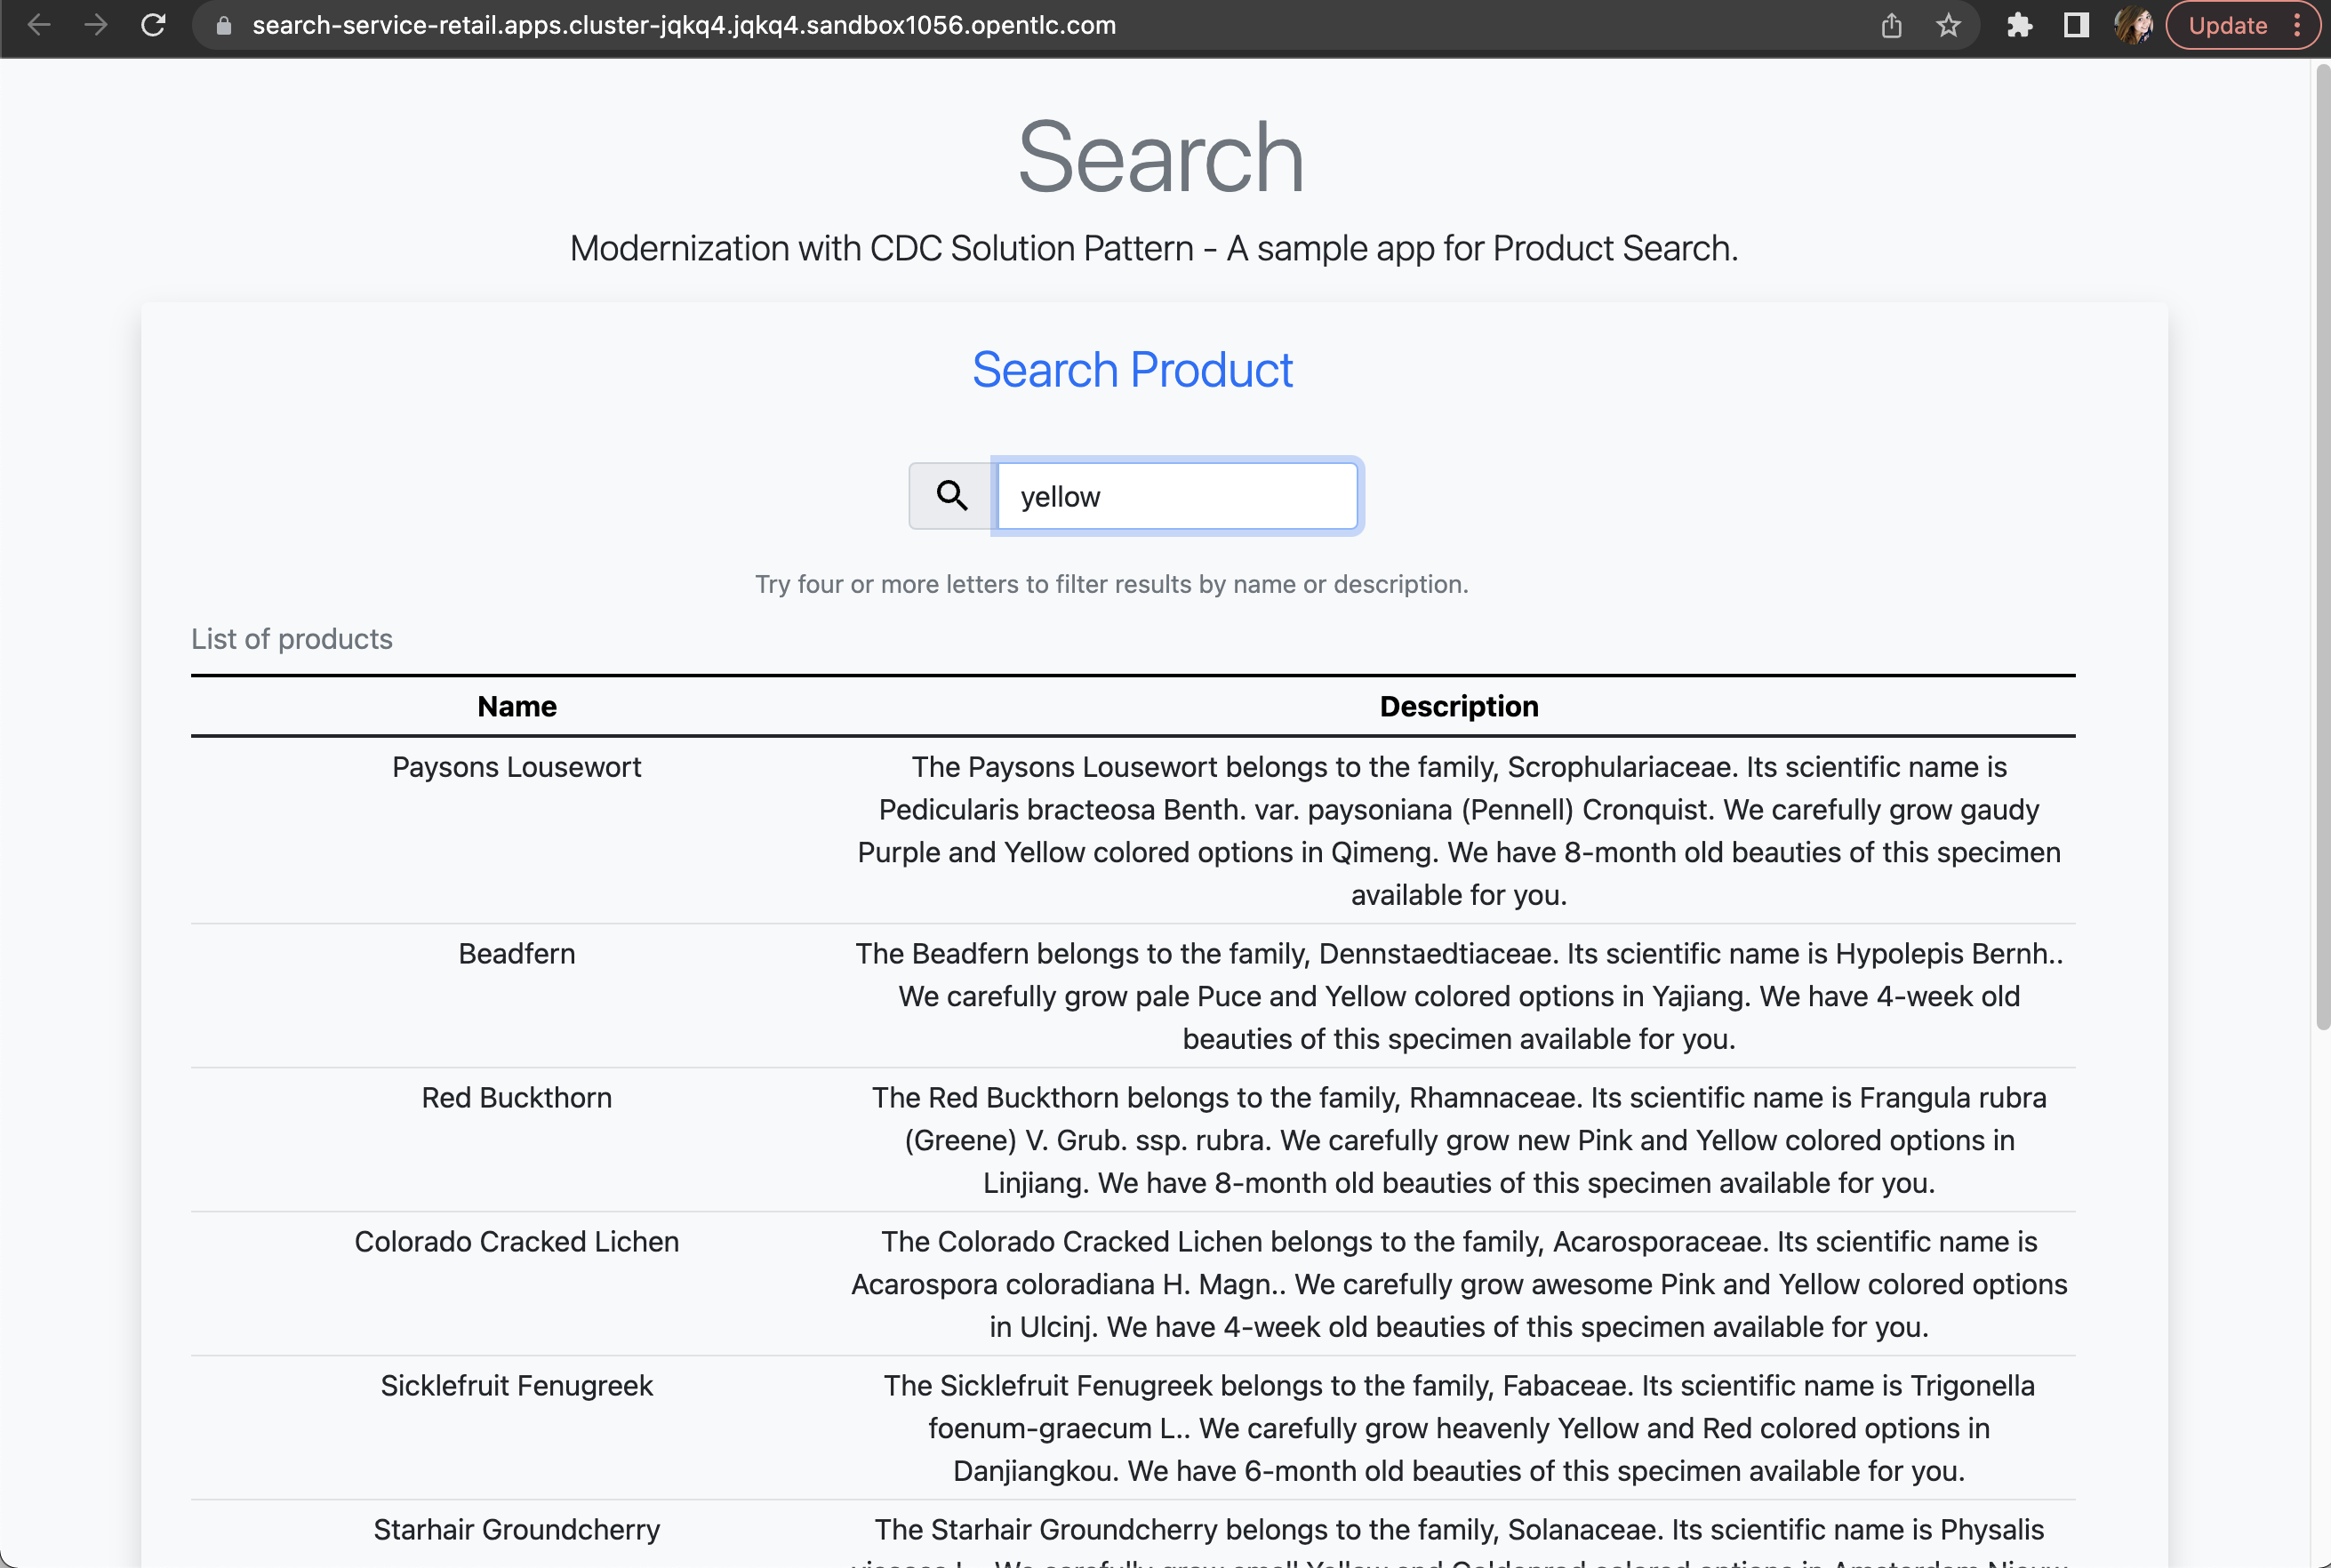 search-service-retail.apps.cluster-jqkq4.jqkq4.sandbox1056.opentlc.com
Update
Search
Modernization with CDC Solution Pattern - A sample app for Product Search.
Search Product
yellow
Try four or more letters to filter results by name or description.
List of products
Name
Description
Paysons Lousewort
The Paysons Lousewort belongs to the family, Scrophulariaceae. Its scientific name is
Pedicularis bracteosa Benth. var. paysoniana (Pennell) Cronquist. We carefully grow gaudy
Purple and Yellow colored options in Qimeng. We have 8-month old beauties of this specimen
available for you.
Beadfern
The Beadfern belongs to the family, Dennstaedtiaceae. Its scientific name is Hypolepis Bernh..
We carefully grow pale Puce and Yellow colored options in Yajiang. We have 4-week old
beauties of this specimen available for you.
Red Buckthorn
The Red Buckthorn belongs to the family, Rhamnaceae. Its scientific name is Frangula rubra
(Greene) V. Grub. ssp. rubra. We carefully grow new Pink and Yellow colored options in
Linjiang. We have 8-month old beauties of this specimen available for you.
Colorado Cracked Lichen
The Colorado Cracked Lichen belongs to the family, Acarosporaceae. Its scientific name is
Acarospora coloradiana H. Magn.. We carefully grow awesome Pink and Yellow colored options
in Ulcinj. We have 4-week old beauties of this specimen available for you.
Sicklefruit Fenugreek
The Sicklefruit Fenugreek belongs to the family, Fabaceae. Its scientific name is Trigonella
foenum-graecum L.. We carefully grow heavenly Yellow and Red colored options in
Danjiangkou. We have 6-month old beauties of this specimen available for you.
Starhair Groundcherry
The Starhair Groundcherry belongs to the family, Solanaceae. Its scientific name is Physalis